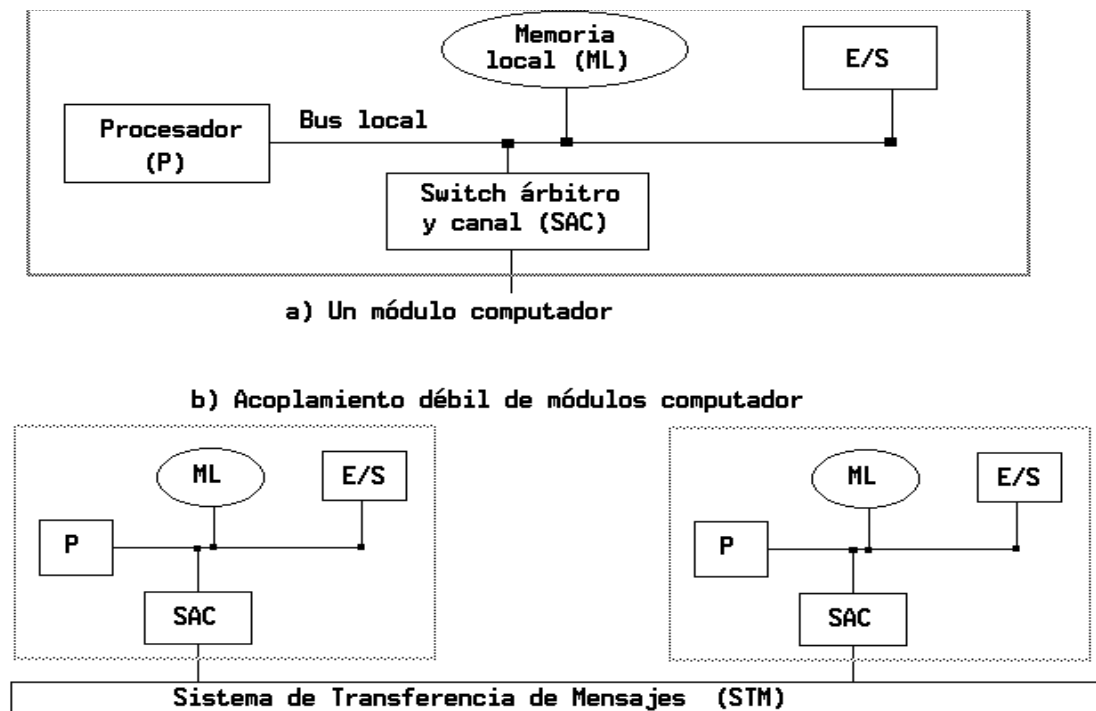 Memoria
local (ML)
E/S
Procesador
(P)
Bus local
Switch árbitro
y canal (SAC)
a) Un módulo computador
b) Acoplamiento débil de módulos computador
ML
E/S
P
SAC
ML
E/S
P
SAC
Sistema de Transferencia de Mensajes (STM)